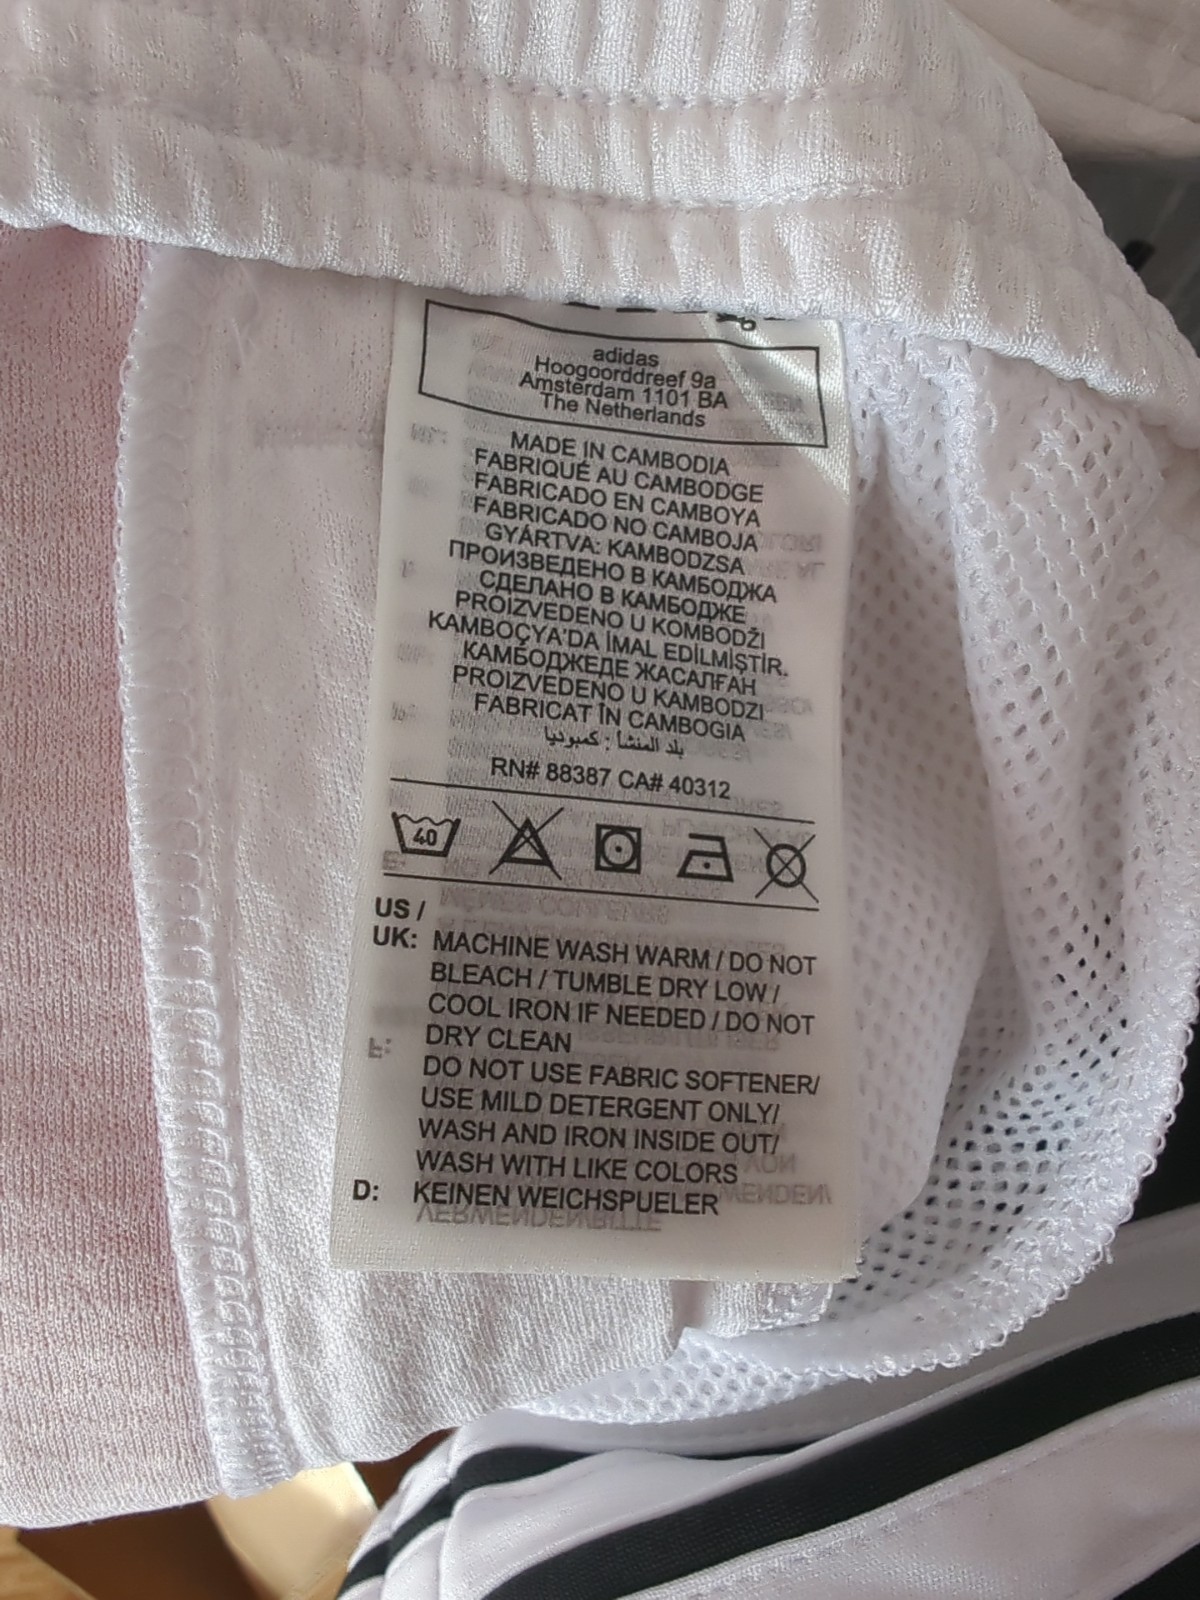 adidas
Hoogoorddreef 9a
Amsterdam 1101 BA
The Netherlands
MADE IN CAMBODIA
FABRIQUÉ AU CAMBODGE
FABRICADO EN CAMBOYA
FABRICADO NO CAMBOJA
GYÁRTVA: KAMBODZSA
ПРОИЗВЕДЕНО В КАМБОДЖА
СДЕЛАНО В КАМБОДЖЕ
PROIZVEDENO U KOMBODŽI
KAMBOÇYA'DA İMAL EDİLMİŞTİR.
КАМБОДЖЕДЕ ЖАСАЛҒАН
PROIZVEDENO U KAMBODZI
FABRICAT ÎN CAMBOGIA
بلد المنشأ : كمبوديا
RN# 88387 CA# 40312
40
US /
UK: MACHINE WASH WARM / DO NOT
BLEACH / TUMBLE DRY LOW /
COOL IRON IF NEEDED / DO NOT
DRY CLEAN
DO NOT USE FABRIC SOFTENER/
USE MILD DETERGENT ONLY/
WASH AND IRON INSIDE OUT/
WASH WITH LIKE COLORS
D: KEINEN WEICHSPUELER